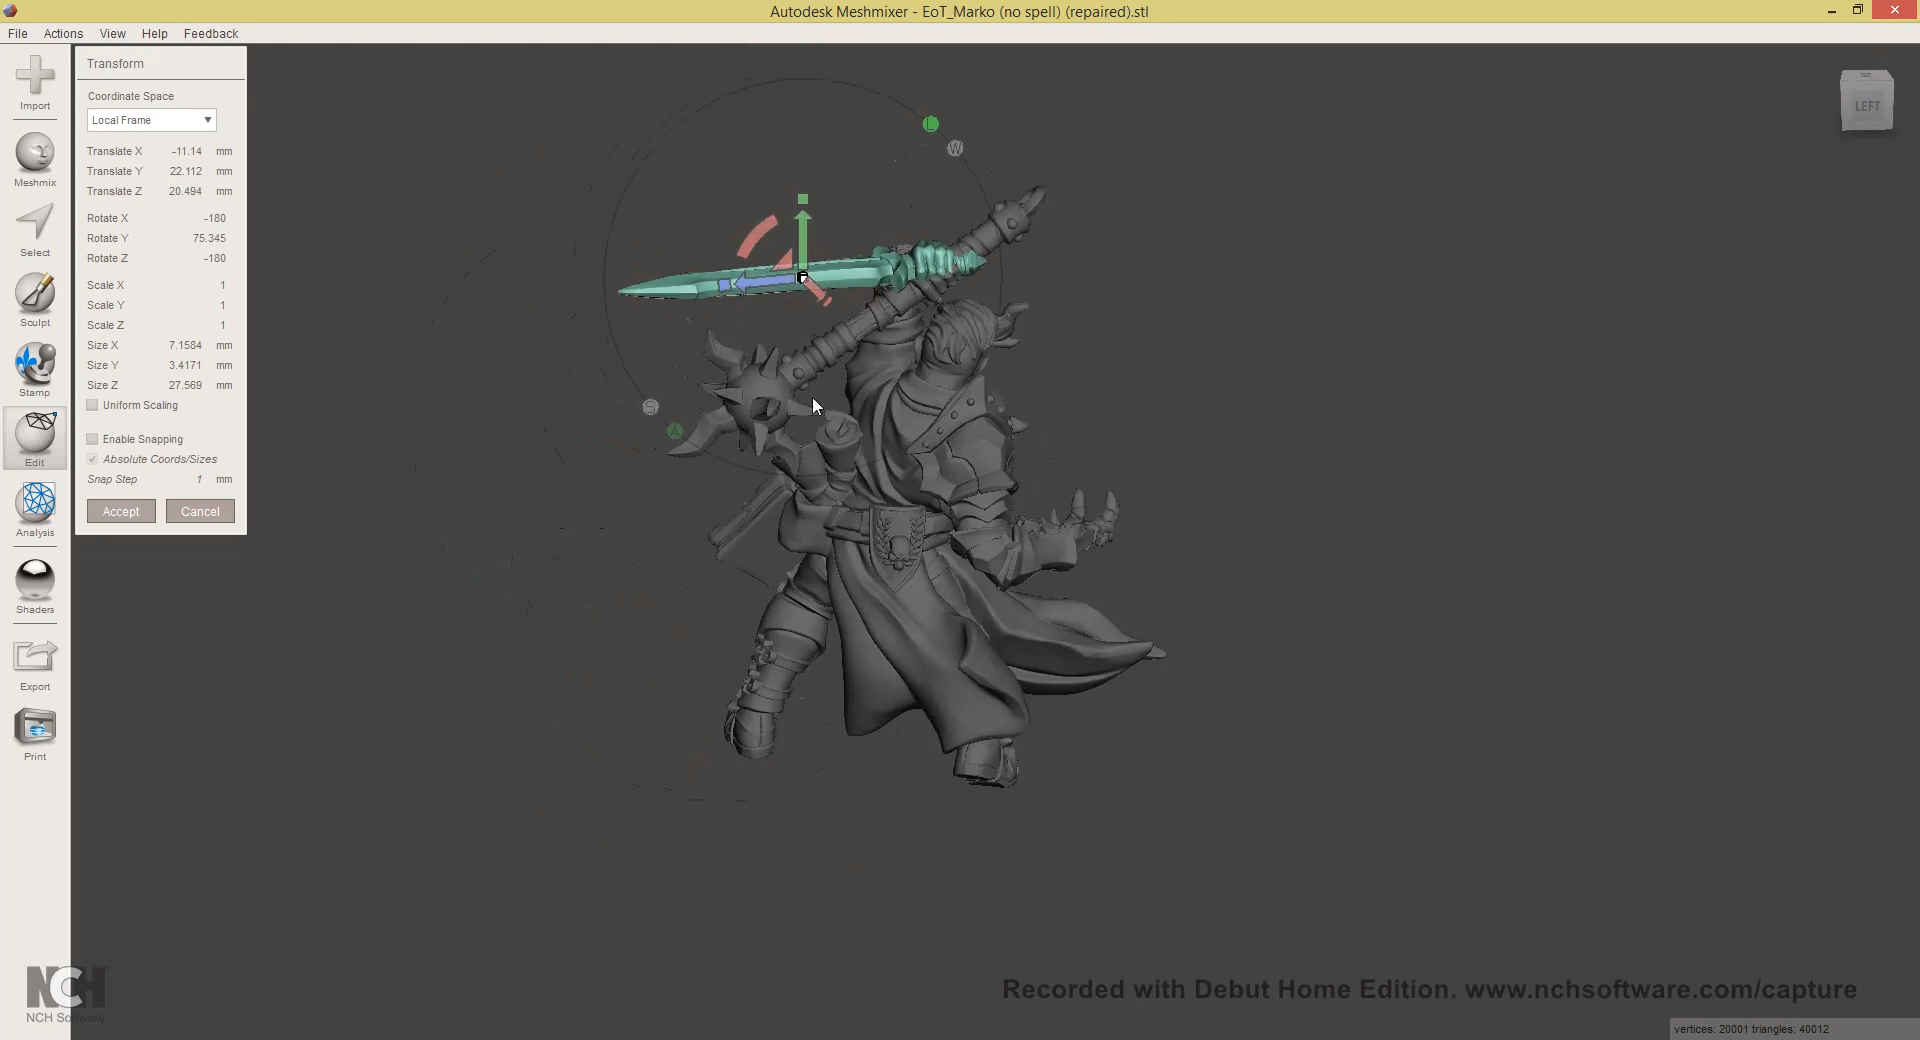 Autodesk Meshmixer - EoT_Marko (no spell) (repaired).stl
File Actions View Help Feedback
Import
Meshmix
Select
Sculpt
Stamp
Edit
Analysis
Shaders
Export
Print
Transform
Coordinate Space
Local Frame
Translate X -11.14 mm
Translate Y 22.112 mm
Translate Z 20.494 mm
Rotate X -180
Rotate Y 75.345
Rotate Z -180
Scale X 1
Scale Y 1
Scale Z 1
Size X 7.1584 mm
Size Y 3.4171 mm
Size Z 27.569 mm
Uniform Scaling
Enable Snapping
Absolute Coords/Sizes
Snap Step 1 mm
Accept Cancel
L
W
S
A
LEFT
NCH
NCH Software
Recorded with Debut Home Edition. www.nchsoftware.com/capture
vertices: 20001 triangles: 40012